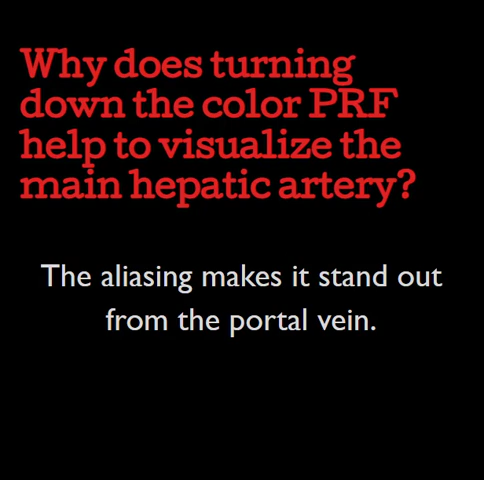 Why does turning
down the color PRF
help to visualize the
main hepatic artery?
The aliasing makes it stand out
from the portal vein.